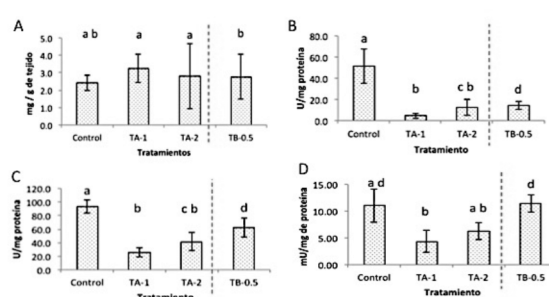 A
a b a a b
mg / g de tejido
5.0
4.0
3.0
2.0
1.0
0.0
Control TA-1 TA-2 TB-0.5
Tratamientos
B
a b c b d
U/mg proteína
80.0
60.0
40.0
20.0
0.0
Control TA-1 TA-2 TB-0.5
Tratamiento
C
a b c b d
U/mg proteína
120.0
100.0
80.0
60.0
40.0
20.0
0.0
Control TA-1 TA-2 TB-0.5
Tratamiento
D
a d b a b d
mU/mg de proteína
15.00
10.00
5.00
0.00
Control TA-1 TA-2 TB-0.5
Tratamiento